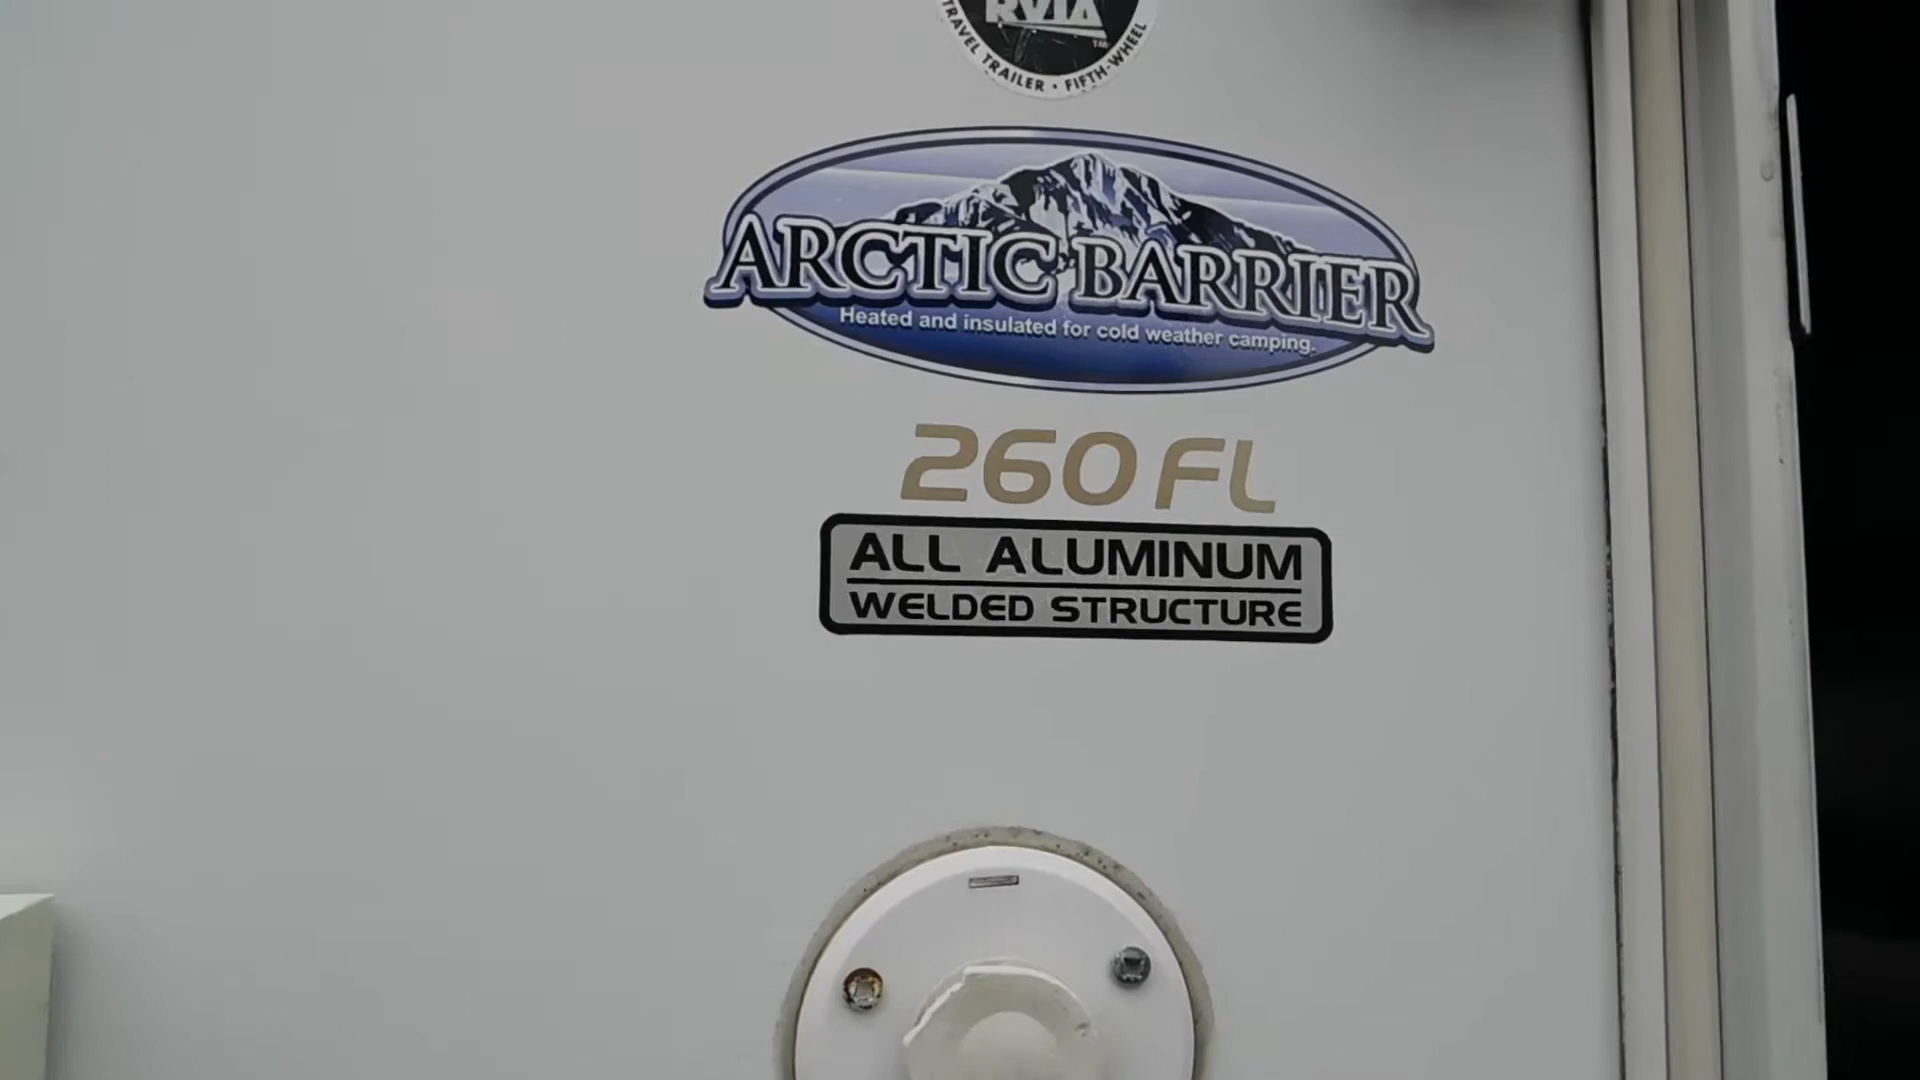 RVIA
TM
TRAVEL TRAILER • FIFTH-WHEEL
ARCTIC BARRIER
Heated and insulated for cold weather camping.
260FL
ALL ALUMINUM
WELDED STRUCTURE